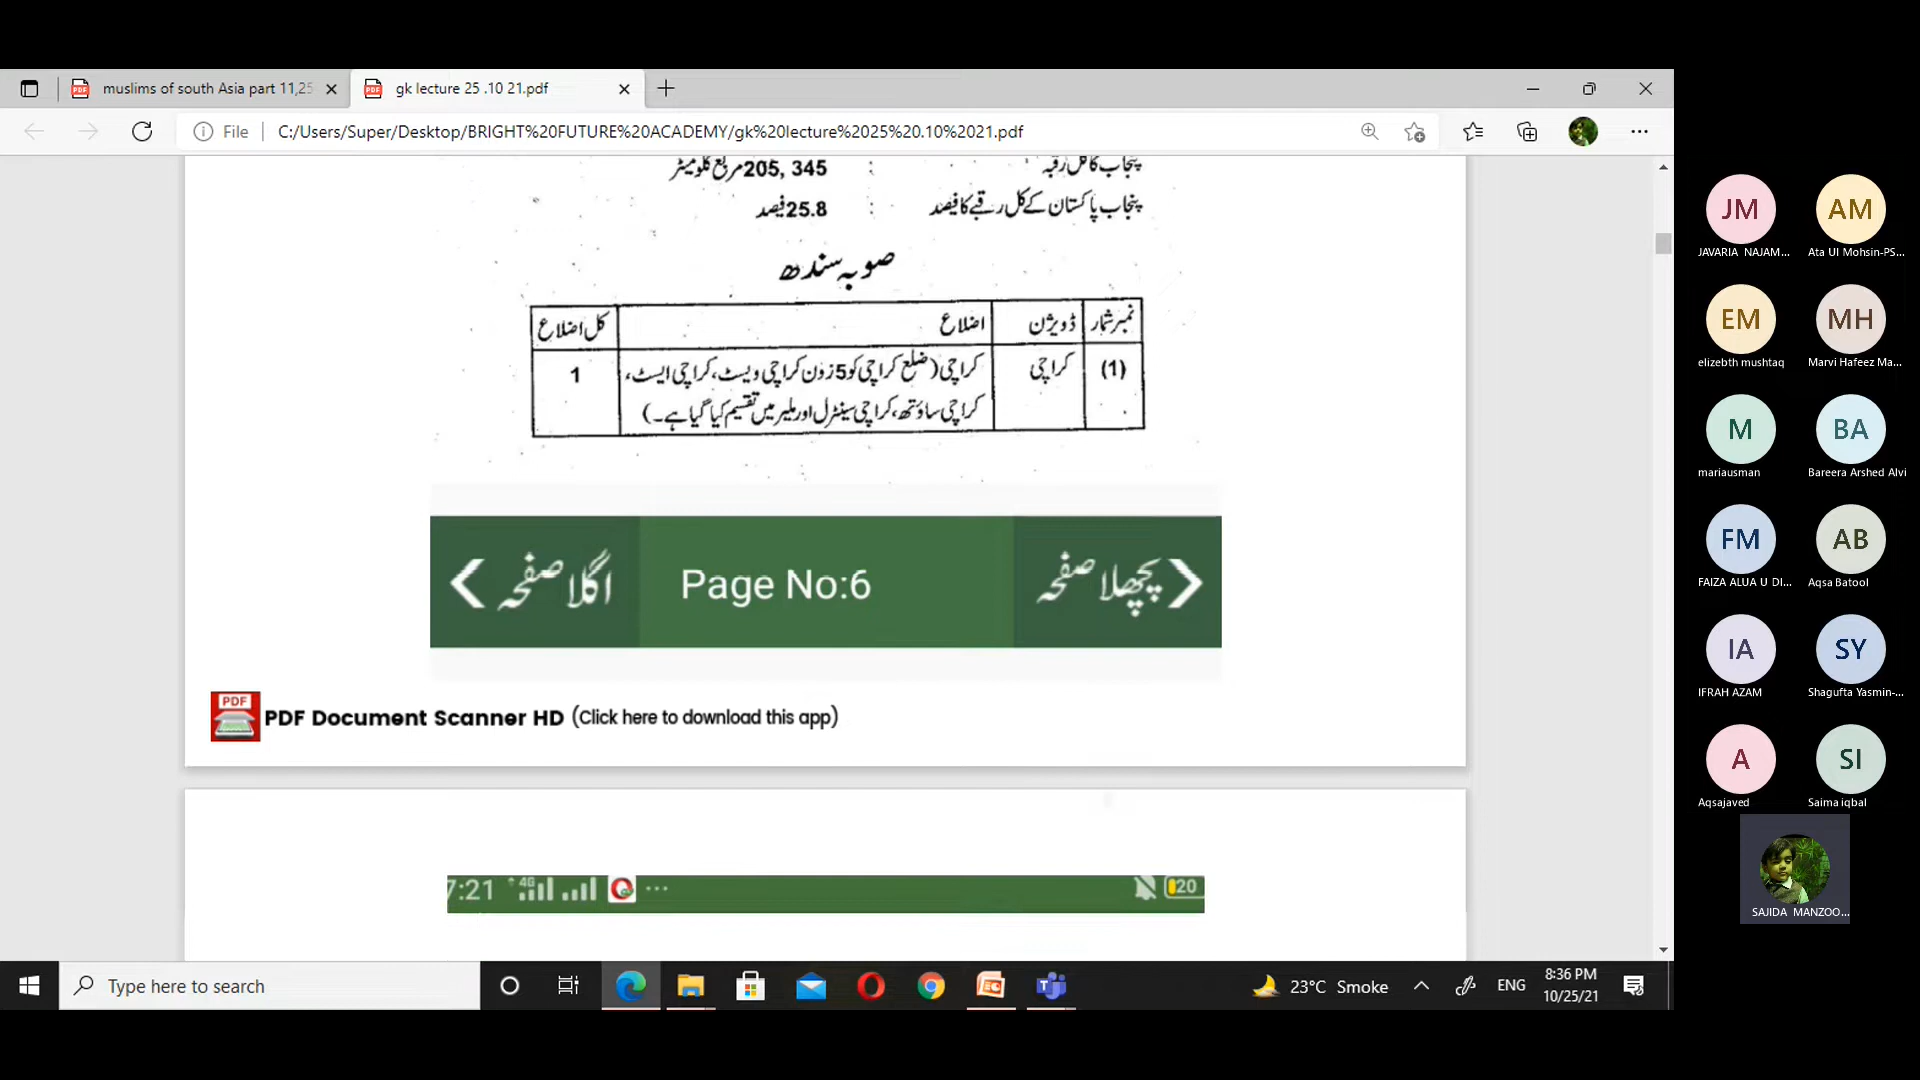 muslims of south Asia part 11,25
gk lecture 25 .10 21.pdf
File
C:/Users/Super/Desktop/BRIGHT%20FUTURE%20ACADEMY/gk%20lecture%2025%20.10%2021.pdf
پنجاب کا کل رقبہ : 205, 345 مربع کلومیٹر
پنجاب پاکستان کے کل رقبے کا فیصد : 25.8 فیصد
صوبہ سندھ
نمبر شمار ڈویژن اضلاع کل اضلاع
(1) کراچی کراچی (ضلع کراچی کو 5 زون کراچی ویسٹ، کراچی ایسٹ، 1
کراچی ساؤتھ، کراچی سینٹرل اور ملیر میں تقسیم کیا گیا ہے۔)
اگلا صفحہ Page No:6 پچھلا صفحہ
PDF
PDF Document Scanner HD (Click here to download this app)
7:21 4G 20
JM AM
JAVARIA NAJAM... Ata Ul Mohsin-PS...
EM MH
elizebth mushtaq Marvi Hafeez Ma...
M BA
mariausman Bareera Arshed Alvi
FM AB
FAIZA ALUA U DI... Aqsa Batool
IA SY
IFRAH AZAM Shagufta Yasmin-...
A SI
Aqsajaved Saima iqbal
SAJIDA MANZOO...
Type here to search
23°C Smoke
ENG
8:36 PM
10/25/21